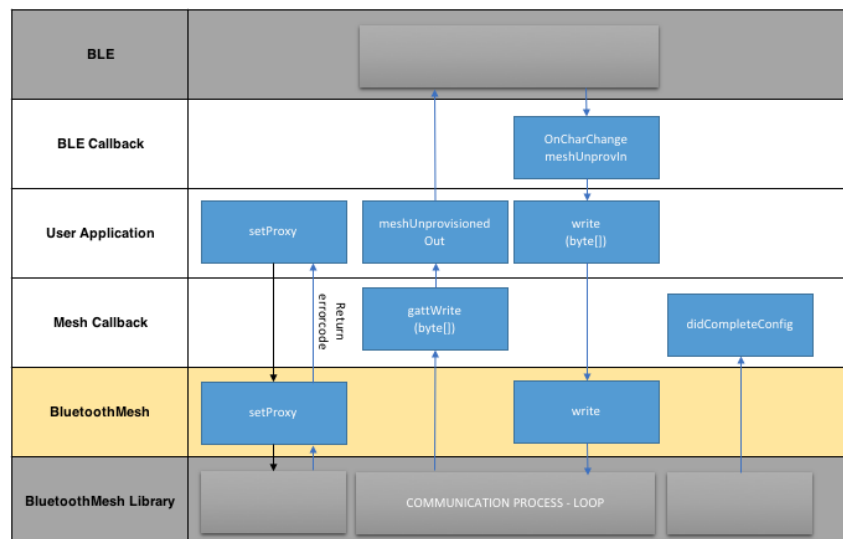 BLE
BLE Callback
OnCharChange
meshUnprovIn
User Application
setProxy
meshUnprovisioned
Out
write
(byte[])
Mesh Callback
Return
errorcode
gattWrite
(byte[])
didCompleteConfig
BluetoothMesh
setProxy
write
BluetoothMesh Library
COMMUNICATION PROCESS - LOOP